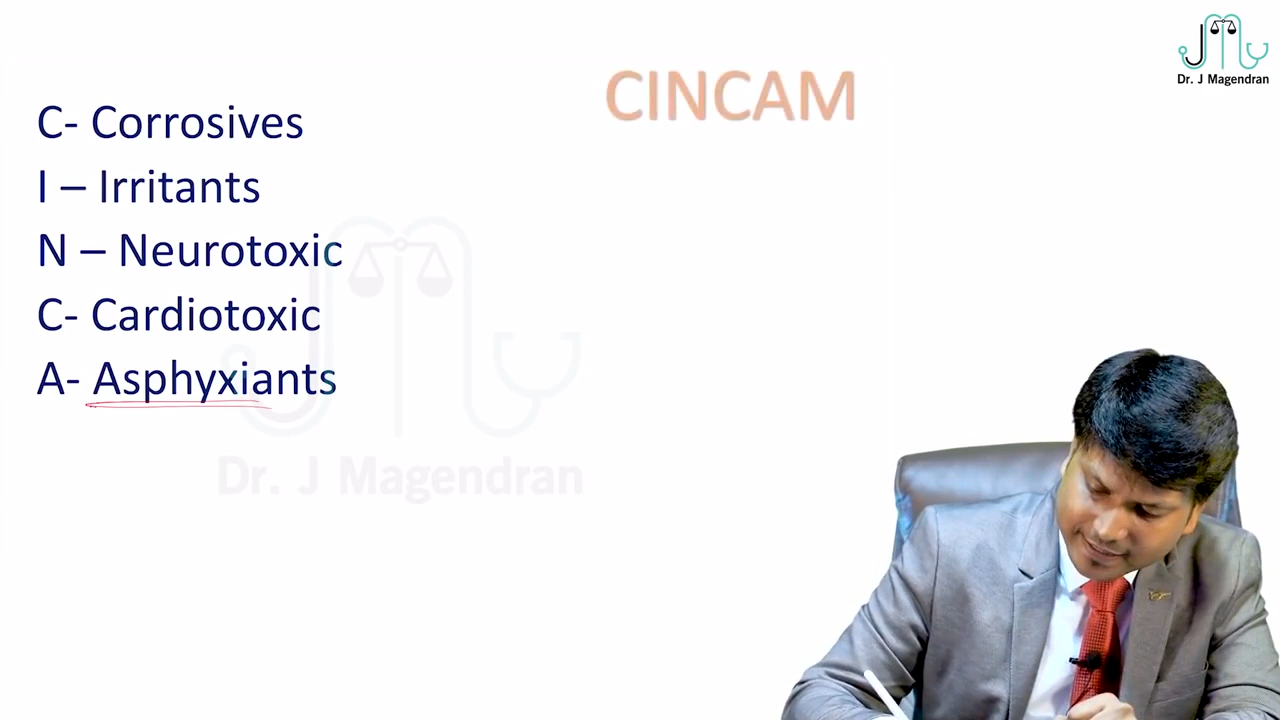 CINCAM
C- Corrosives
I – Irritants
N – Neurotoxic
C- Cardiotoxic
A- Asphyxiants
Dr. J Magendran
Dr. J Magendran